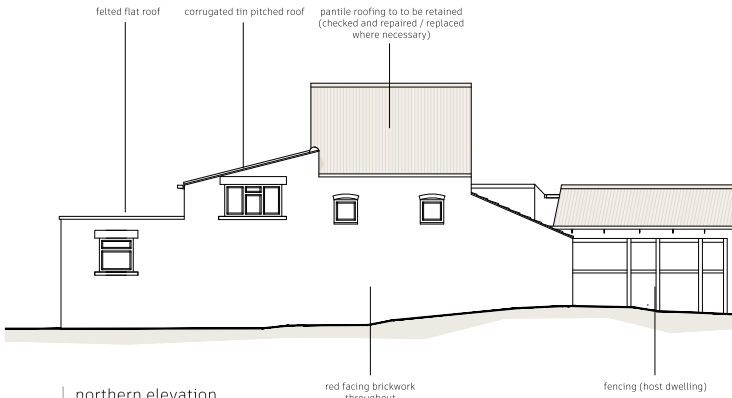 felted flat roof
corrugated tin pitched roof
pantile roofing to to be retained
(checked and repaired / replaced
where necessary)
red facing brickwork
throughout
fencing (host dwelling)
northern elevation